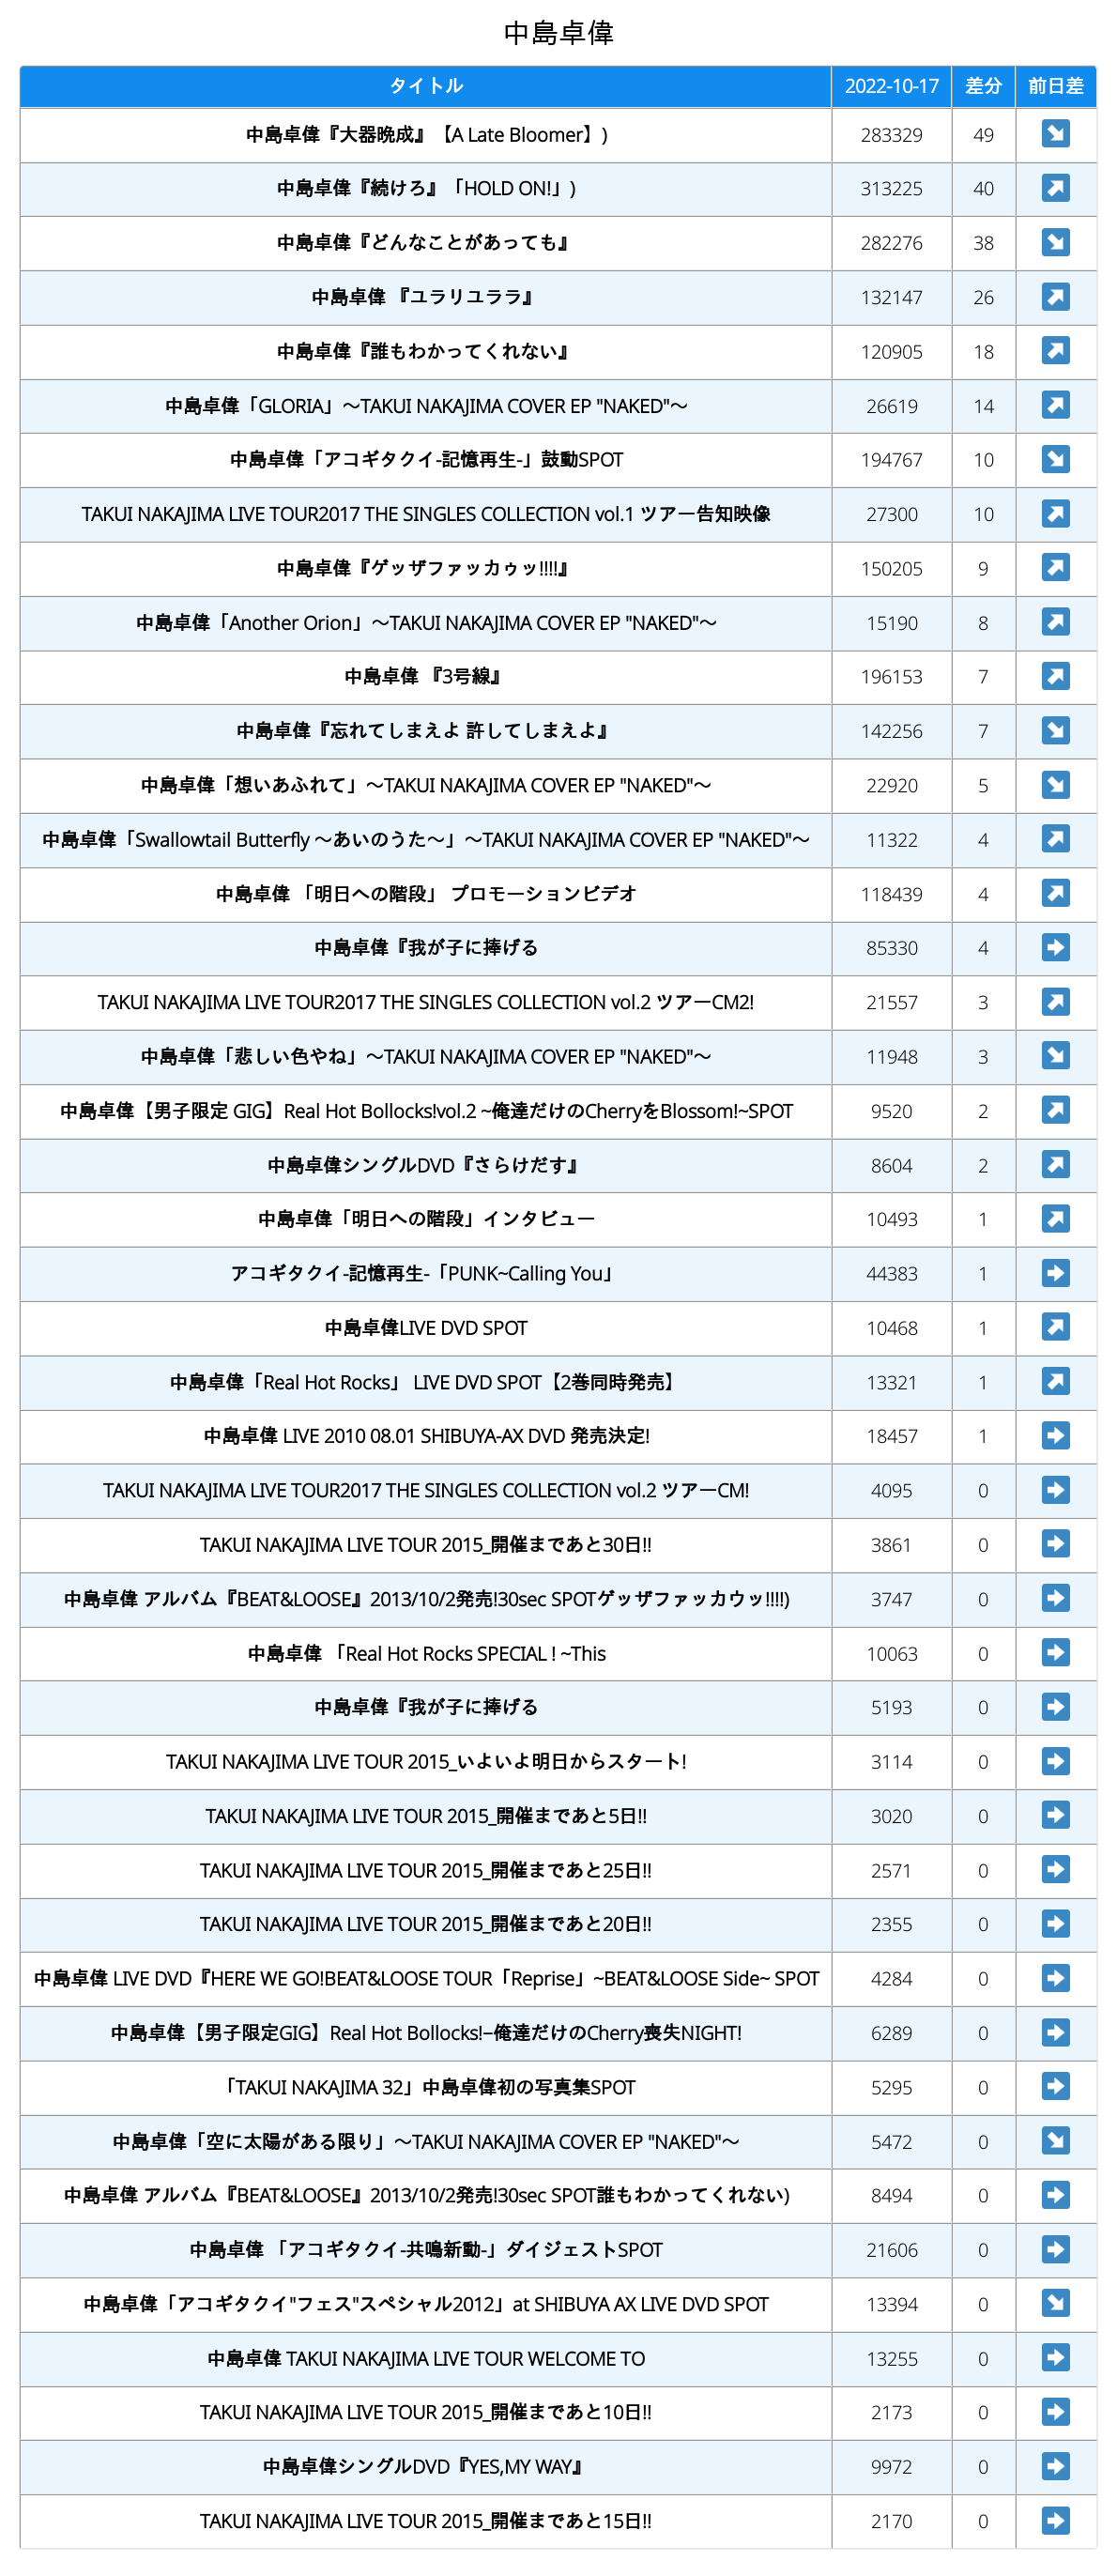 中島卓偉
タイトル 2022-10-17 差分 前日差
中島卓偉『大器晩成』【A Late Bloomer】) 283329 49 ↘
中島卓偉『続けろ』「HOLD ON!」) 313225 40 ↗
中島卓偉『どんなことがあっても』 282276 38 ↘
中島卓偉 『ユラリユララ』 132147 26 ↗
中島卓偉『誰もわかってくれない』 120905 18 ↗
中島卓偉「GLORIA」〜TAKUI NAKAJIMA COVER EP "NAKED"〜 26619 14 ↗
中島卓偉「アコギタクイ-記憶再生-」鼓動SPOT 194767 10 ↘
TAKUI NAKAJIMA LIVE TOUR2017 THE SINGLES COLLECTION vol.1 ツアー告知映像 27300 10 ↗
中島卓偉『ゲッザファッカゥッ!!!!』 150205 9 ↗
中島卓偉「Another Orion」〜TAKUI NAKAJIMA COVER EP "NAKED"〜 15190 8 ↗
中島卓偉 『3号線』 196153 7 ↗
中島卓偉『忘れてしまえよ 許してしまえよ』 142256 7 ↘
中島卓偉「想いあふれて」〜TAKUI NAKAJIMA COVER EP "NAKED"〜 22920 5 ↘
中島卓偉「Swallowtail Butterfly 〜あいのうた〜」〜TAKUI NAKAJIMA COVER EP "NAKED"〜 11322 4 ↗
中島卓偉 「明日への階段」 プロモーションビデオ 118439 4 ↗
中島卓偉『我が子に捧げる 85330 4 →
TAKUI NAKAJIMA LIVE TOUR2017 THE SINGLES COLLECTION vol.2 ツアーCM2! 21557 3 ↗
中島卓偉「悲しい色やね」〜TAKUI NAKAJIMA COVER EP "NAKED"〜 11948 3 ↘
中島卓偉【男子限定 GIG】Real Hot Bollocks!vol.2 ~俺達だけのCherryをBlossom!~SPOT 9520 2 ↗
中島卓偉シングルDVD『さらけだす』 8604 2 ↗
中島卓偉「明日への階段」インタビュー 10493 1 ↗
アコギタクイ-記憶再生-「PUNK~Calling You」 44383 1 →
中島卓偉LIVE DVD SPOT 10468 1 ↗
中島卓偉「Real Hot Rocks」 LIVE DVD SPOT【2巻同時発売】 13321 1 ↗
中島卓偉 LIVE 2010 08.01 SHIBUYA-AX DVD 発売決定! 18457 1 →
TAKUI NAKAJIMA LIVE TOUR2017 THE SINGLES COLLECTION vol.2 ツアーCM! 4095 0 →
TAKUI NAKAJIMA LIVE TOUR 2015_開催まであと30日!! 3861 0 →
中島卓偉 アルバム『BEAT&LOOSE』2013/10/2発売!30sec SPOTゲッザファッカウッ!!!!) 3747 0 →
中島卓偉 「Real Hot Rocks SPECIAL ! ~This 10063 0 →
中島卓偉『我が子に捧げる 5193 0 →
TAKUI NAKAJIMA LIVE TOUR 2015_いよいよ明日からスタート! 3114 0 →
TAKUI NAKAJIMA LIVE TOUR 2015_開催まであと5日!! 3020 0 →
TAKUI NAKAJIMA LIVE TOUR 2015_開催まであと25日!! 2571 0 →
TAKUI NAKAJIMA LIVE TOUR 2015_開催まであと20日!! 2355 0 →
中島卓偉 LIVE DVD『HERE WE GO!BEAT&LOOSE TOUR「Reprise」~BEAT&LOOSE Side~ SPOT 4284 0 →
中島卓偉【男子限定GIG】Real Hot Bollocks!−俺達だけのCherry喪失NIGHT! 6289 0 →
「TAKUI NAKAJIMA 32」中島卓偉初の写真集SPOT 5295 0 →
中島卓偉「空に太陽がある限り」〜TAKUI NAKAJIMA COVER EP "NAKED"〜 5472 0 ↘
中島卓偉 アルバム『BEAT&LOOSE』2013/10/2発売!30sec SPOT誰もわかってくれない) 8494 0 →
中島卓偉 「アコギタクイ-共鳴新動-」ダイジェストSPOT 21606 0 →
中島卓偉「アコギタクイ"フェス"スペシャル2012」at SHIBUYA AX LIVE DVD SPOT 13394 0 ↘
中島卓偉 TAKUI NAKAJIMA LIVE TOUR WELCOME TO 13255 0 →
TAKUI NAKAJIMA LIVE TOUR 2015_開催まであと10日!! 2173 0 →
中島卓偉シングルDVD『YES,MY WAY』 9972 0 →
TAKUI NAKAJIMA LIVE TOUR 2015_開催まであと15日!! 2170 0 →